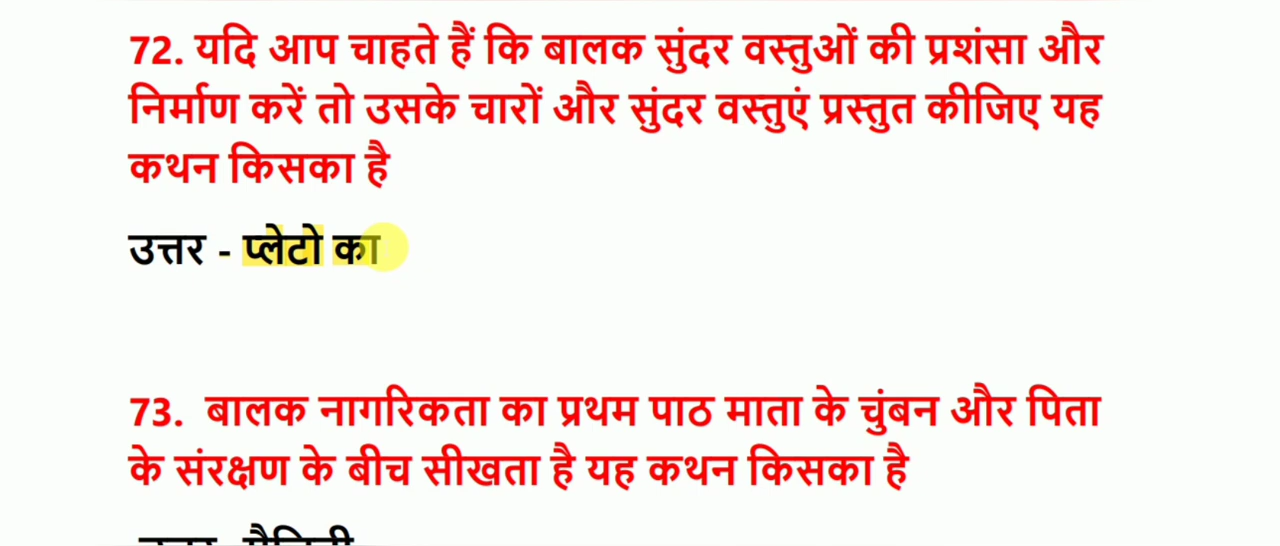 72. यदि आप चाहते हैं कि बालक सुंदर वस्तुओं की प्रशंसा और
निर्माण करें तो उसके चारों और सुंदर वस्तुएं प्रस्तुत कीजिए यह
कथन किसका है
उत्तर - प्लेटो का
73. बालक नागरिकता का प्रथम पाठ माता के चुंबन और पिता
के संरक्षण के बीच सीखता है यह कथन किसका है